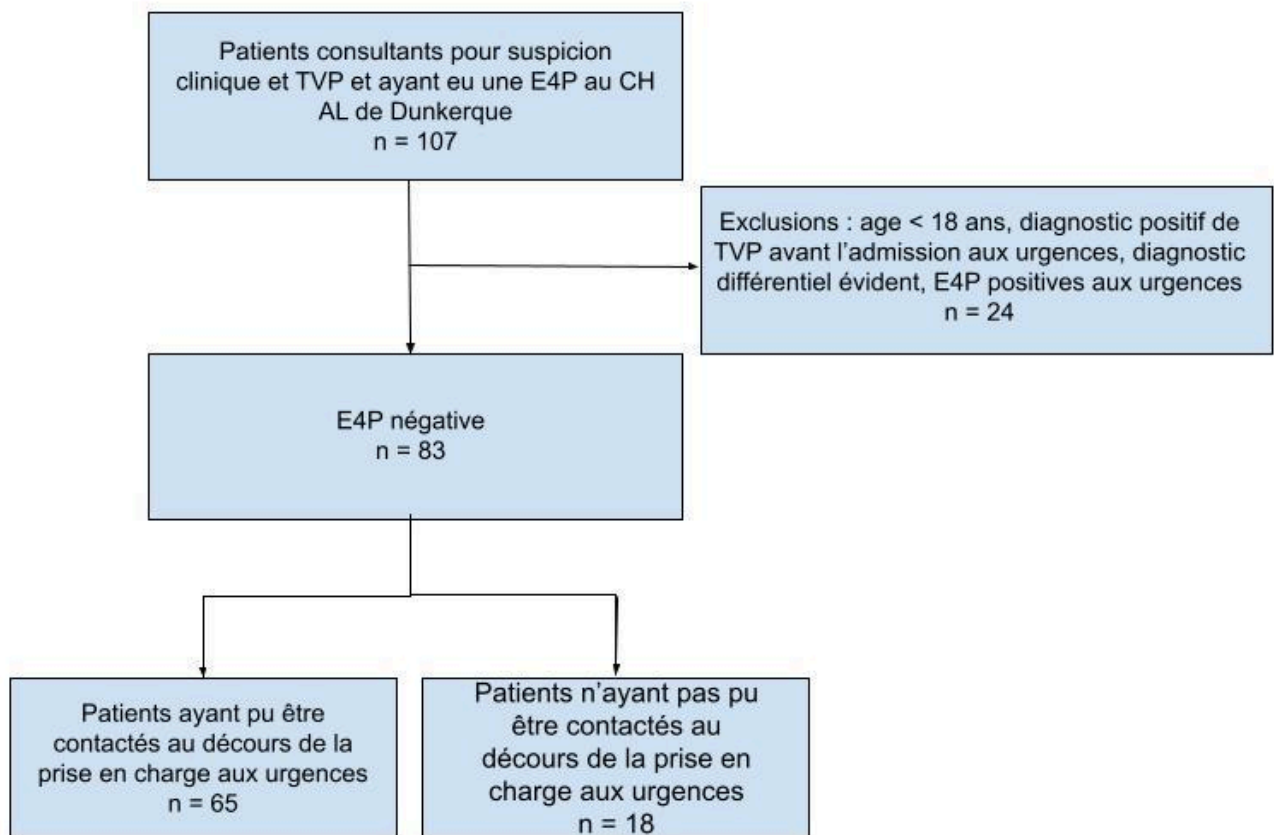 Patients consultants pour suspicion
clinique et TVP et ayant eu une E4P au CH
AL de Dunkerque
n = 107
Exclusions : age < 18 ans, diagnostic positif de
TVP avant l'admission aux urgences, diagnostic
différentiel évident, E4P positives aux urgences
n = 24
E4P négative
n = 83
Patients ayant pu être
contactés au décours de la
prise en charge aux urgences
n = 65
Patients n'ayant pas pu
être contactés au
décours de la prise en
charge aux urgences
n = 18